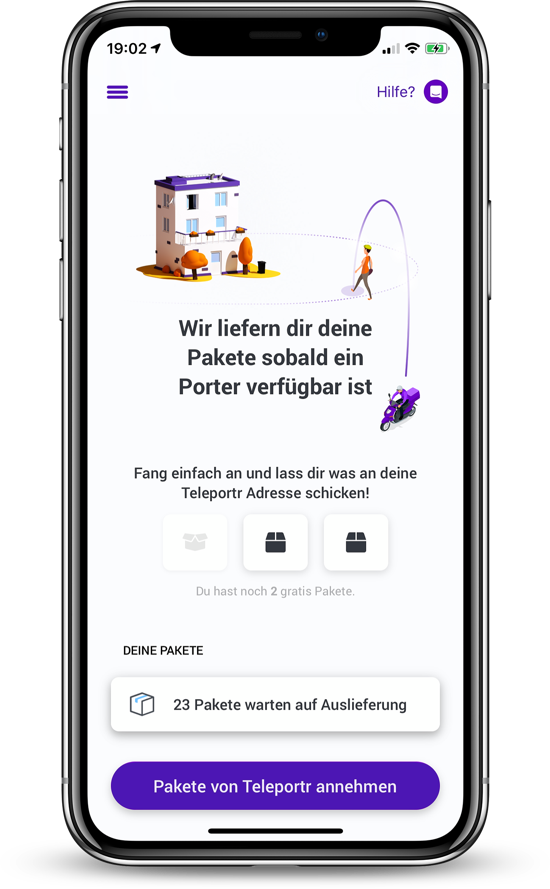 19:02
Hilfe?
Wir liefern dir deine
Pakete sobald ein
Porter verfügbar ist
Fang einfach an und lass dir was an deine
Teleportr Adresse schicken!
Du hast noch 2 gratis Pakete.
DEINE PAKETE
23 Pakete warten auf Auslieferung
Pakete von Teleportr annehmen